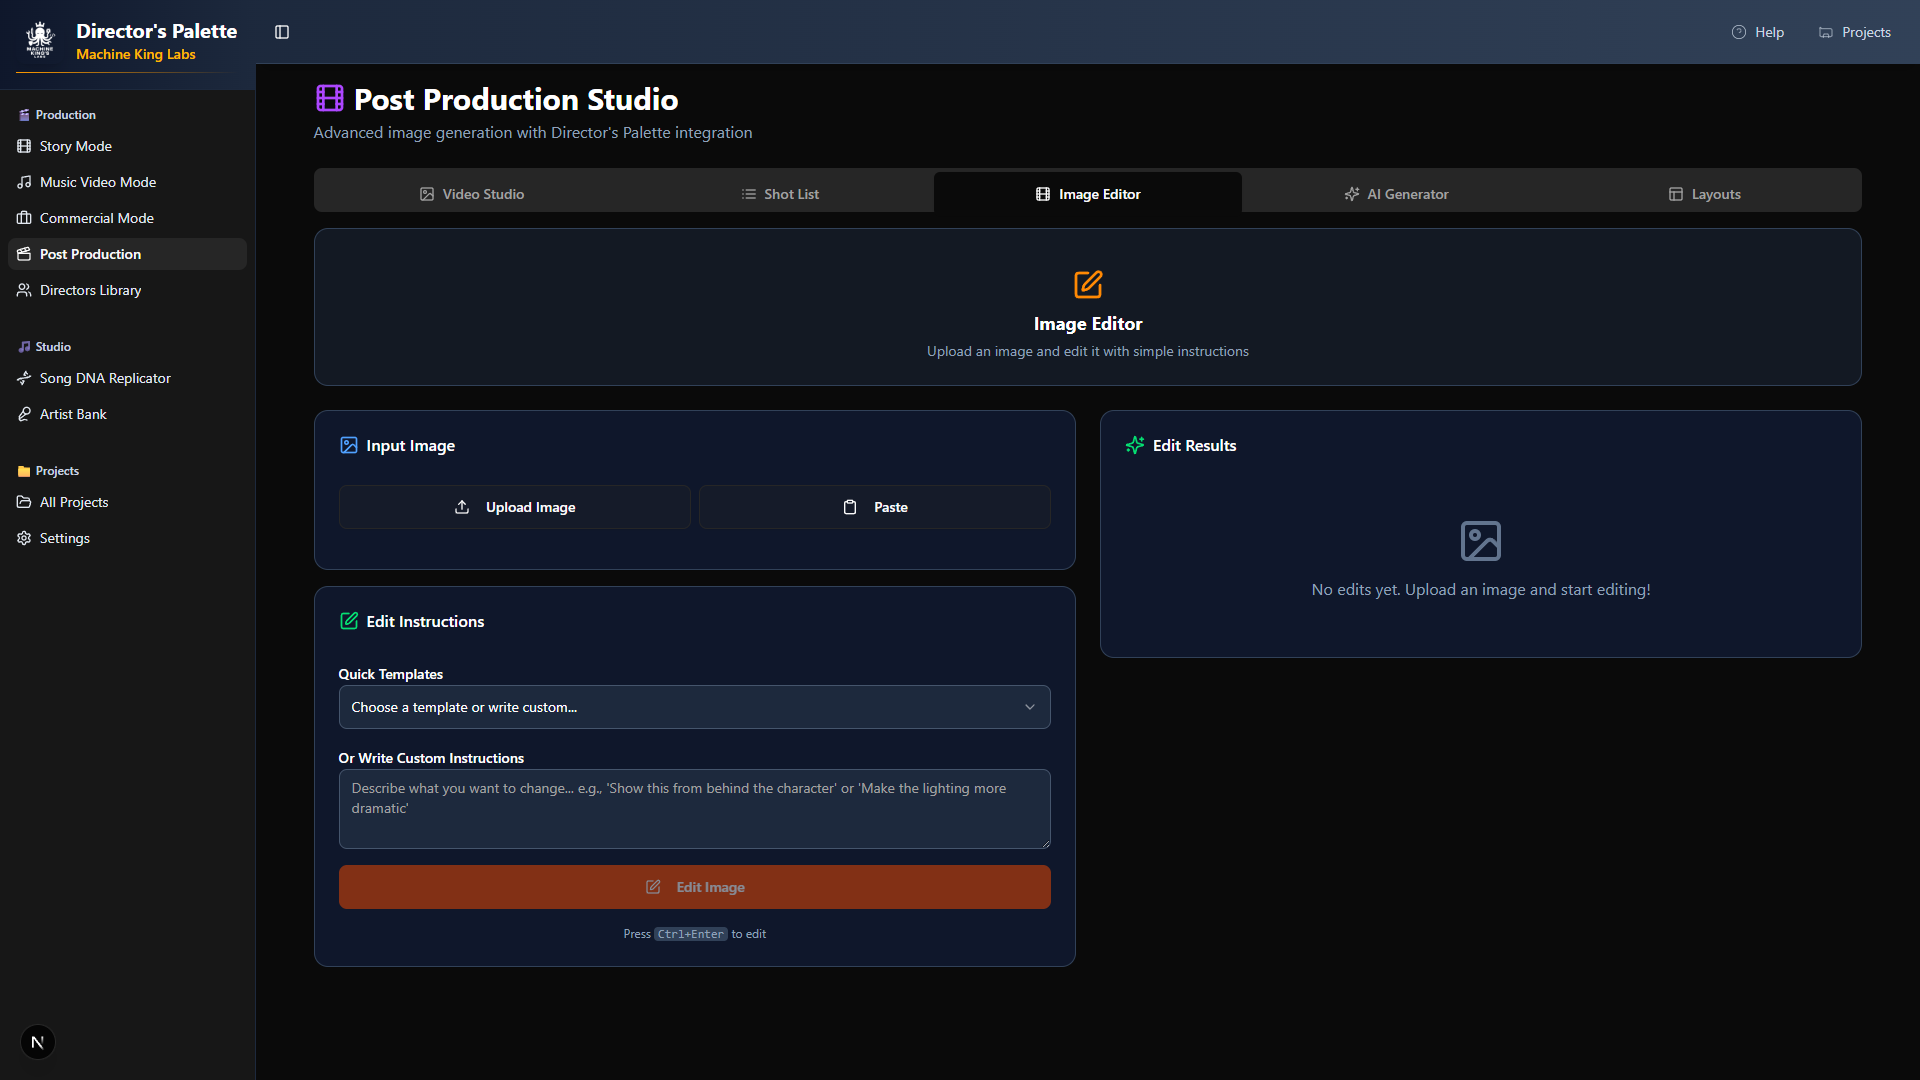 MACHINE KING'S LABS
Director's Palette
Machine King Labs
Help
Projects
Production
Story Mode
Music Video Mode
Commercial Mode
Post Production
Directors Library
Studio
Song DNA Replicator
Artist Bank
Projects
All Projects
Settings
N
Post Production Studio
Advanced image generation with Director's Palette integration
Video Studio
Shot List
Image Editor
AI Generator
Layouts
Image Editor
Upload an image and edit it with simple instructions
Input Image
Upload Image
Paste
Edit Instructions
Quick Templates
Choose a template or write custom...
Or Write Custom Instructions
Describe what you want to change... e.g., 'Show this from behind the character' or 'Make the lighting more
dramatic'
Edit Image
Press Ctrl+Enter to edit
Edit Results
No edits yet. Upload an image and start editing!